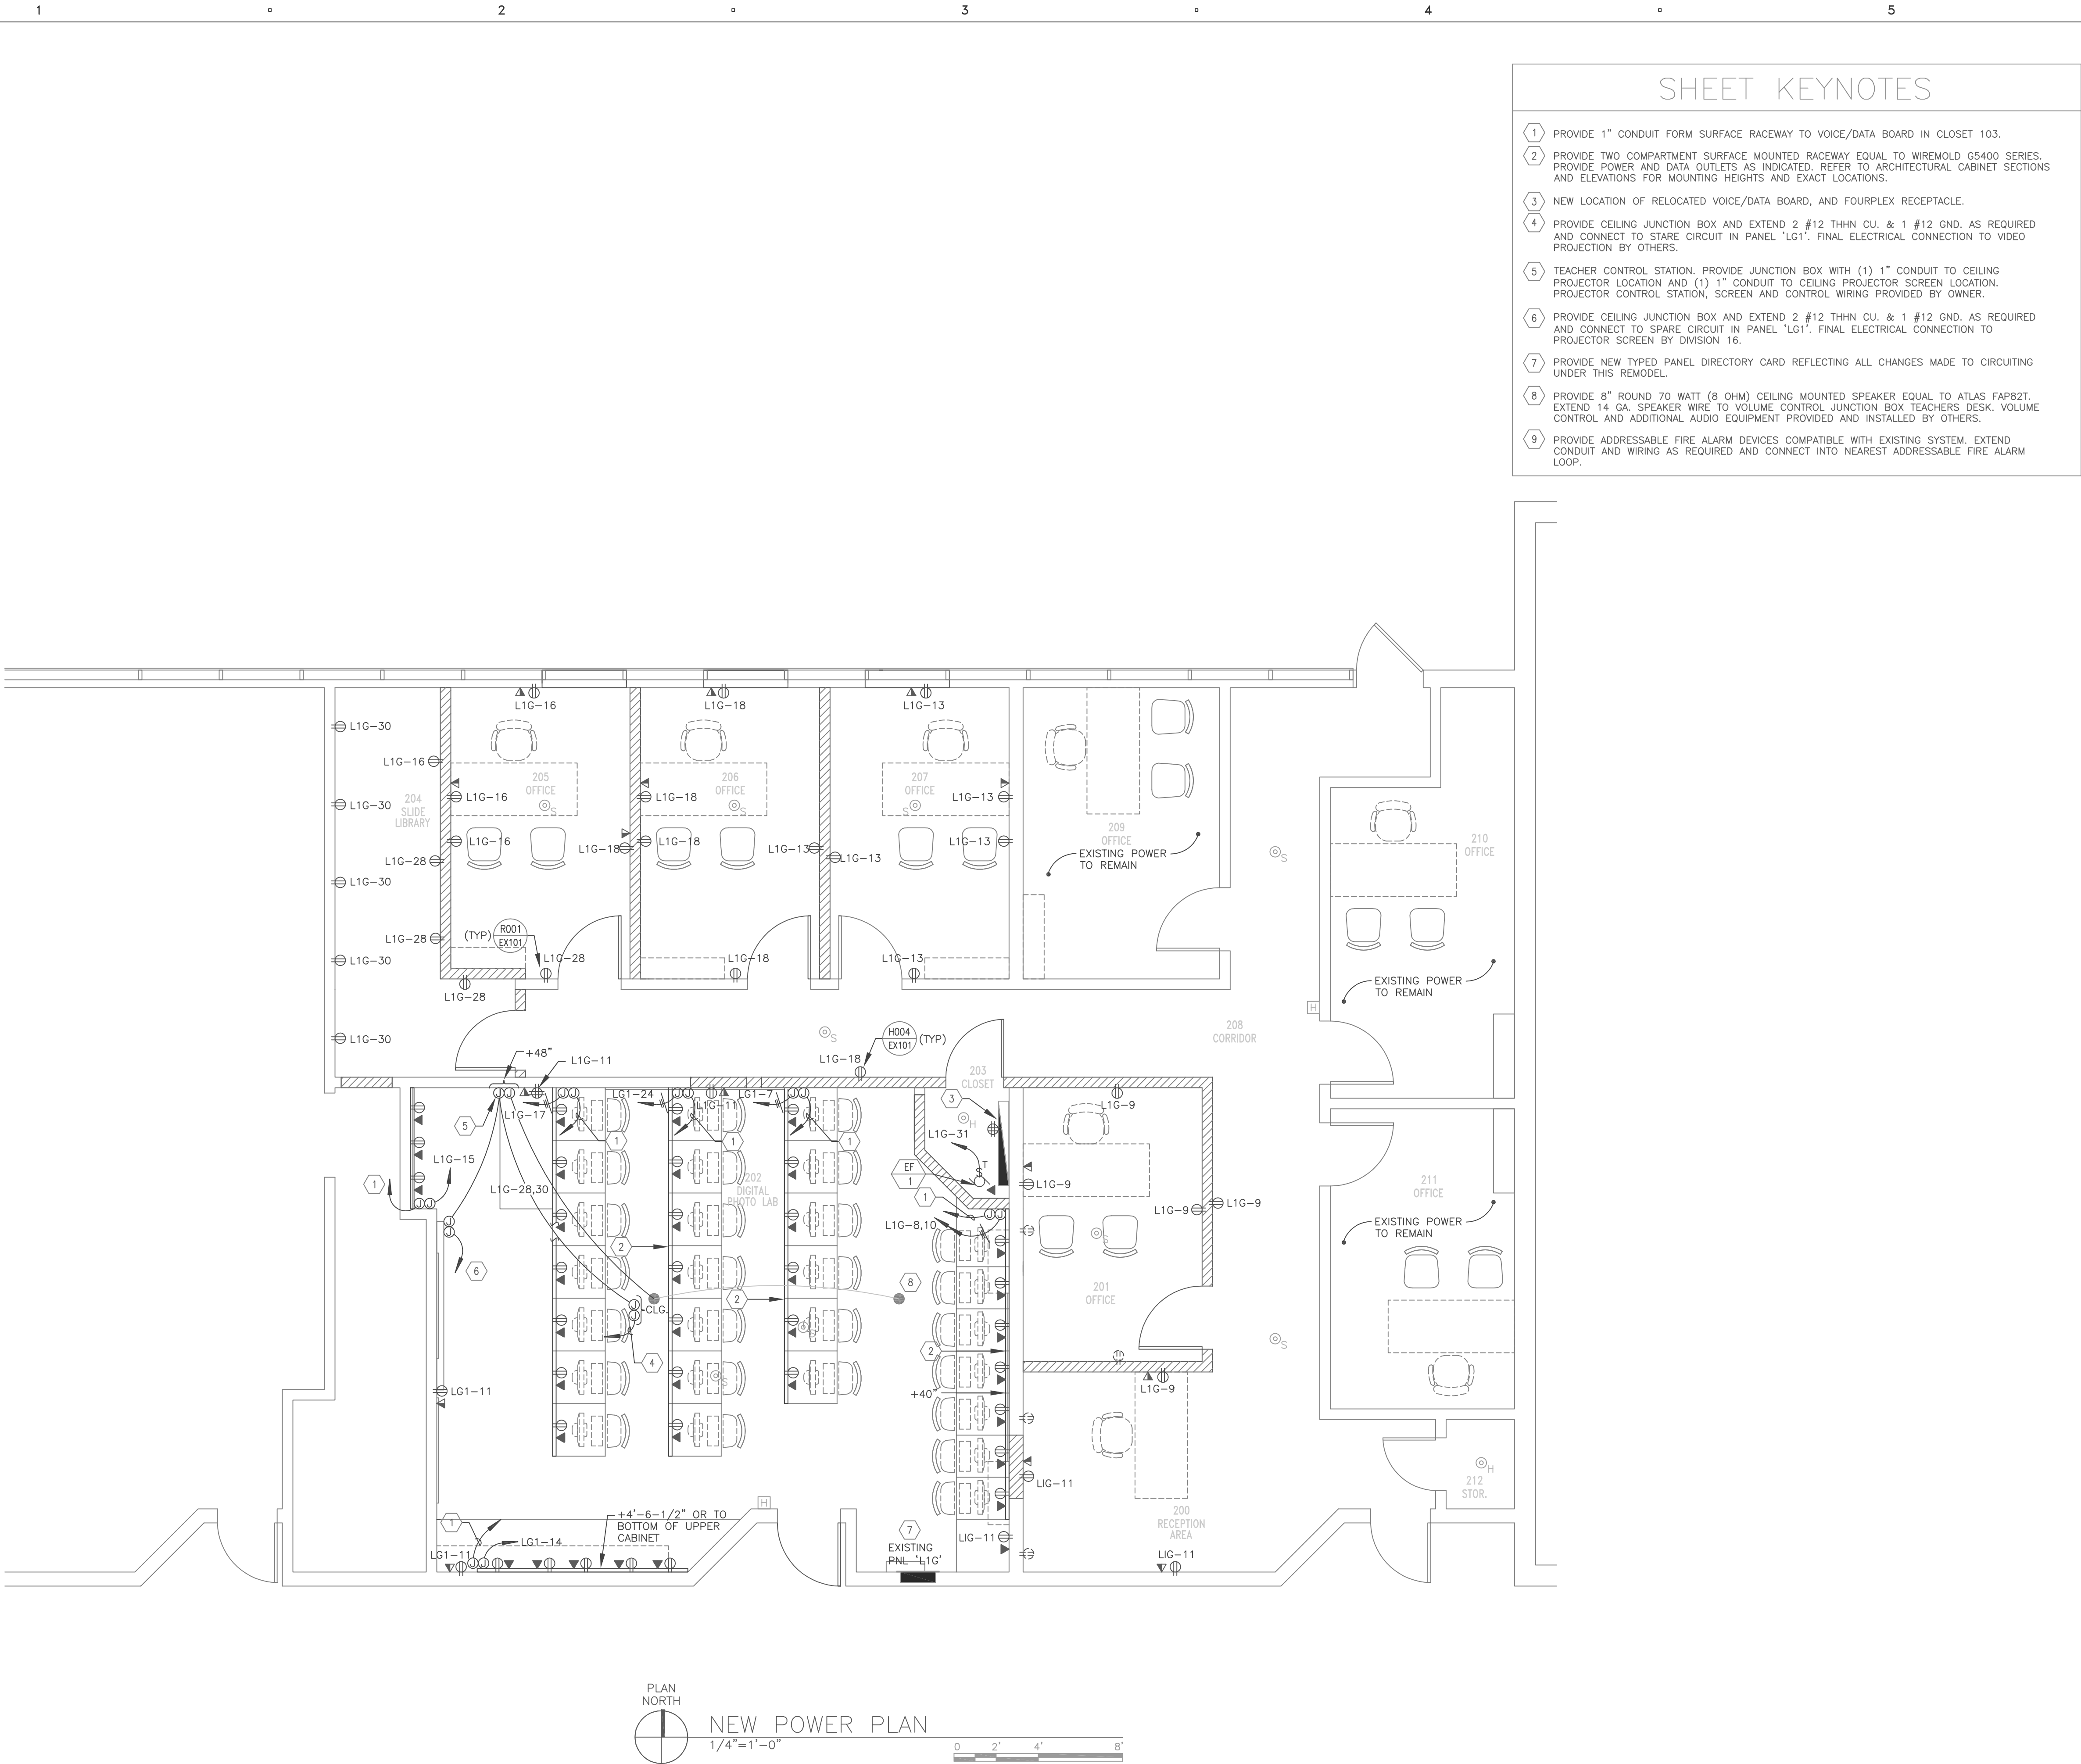 1 2 3 4 5
SHEET KEYNOTES
1 PROVIDE 1" CONDUIT FORM SURFACE RACEWAY TO VOICE/DATA BOARD IN CLOSET 103.
2 PROVIDE TWO COMPARTMENT SURFACE MOUNTED RACEWAY EQUAL TO WIREMOLD G5400 SERIES.
PROVIDE POWER AND DATA OUTLETS AS INDICATED. REFER TO ARCHITECTURAL CABINET SECTIONS
AND ELEVATIONS FOR MOUNTING HEIGHTS AND EXACT LOCATIONS.
3 NEW LOCATION OF RELOCATED VOICE/DATA BOARD, AND FOURPLEX RECEPTACLE.
4 PROVIDE CEILING JUNCTION BOX AND EXTEND 2 #12 THHN CU. & 1 #12 GND. AS REQUIRED
AND CONNECT TO STARE CIRCUIT IN PANEL 'LG1'. FINAL ELECTRICAL CONNECTION TO VIDEO
PROJECTION BY OTHERS.
5 TEACHER CONTROL STATION. PROVIDE JUNCTION BOX WITH (1) 1" CONDUIT TO CEILING
PROJECTOR LOCATION AND (1) 1" CONDUIT TO CEILING PROJECTOR SCREEN LOCATION.
PROJECTOR CONTROL STATION, SCREEN AND CONTROL WIRING PROVIDED BY OWNER.
6 PROVIDE CEILING JUNCTION BOX AND EXTEND 2 #12 THHN CU. & 1 #12 GND. AS REQUIRED
AND CONNECT TO SPARE CIRCUIT IN PANEL 'LG1'. FINAL ELECTRICAL CONNECTION TO
PROJECTOR SCREEN BY DIVISION 16.
7 PROVIDE NEW TYPED PANEL DIRECTORY CARD REFLECTING ALL CHANGES MADE TO CIRCUITING
UNDER THIS REMODEL.
8 PROVIDE 8" ROUND 70 WATT (8 OHM) CEILING MOUNTED SPEAKER EQUAL TO ATLAS FAP82T.
EXTEND 14 GA. SPEAKER WIRE TO VOLUME CONTROL JUNCTION BOX TEACHERS DESK. VOLUME
CONTROL AND ADDITIONAL AUDIO EQUIPMENT PROVIDED AND INSTALLED BY OTHERS.
9 PROVIDE ADDRESSABLE FIRE ALARM DEVICES COMPATIBLE WITH EXISTING SYSTEM. EXTEND
CONDUIT AND WIRING AS REQUIRED AND CONNECT INTO NEAREST ADDRESSABLE FIRE ALARM
LOOP.
L1G-16 L1G-18 L1G-13
L1G-30
L1G-16
L1G-30
204
SLIDE
LIBRARY
L1G-16
205
OFFICE
S
L1G-18
206
OFFICE
S
207
OFFICE
S
L1G-13
L1G-28
L1G-16
L1G-18
L1G-18
L1G-13
L1G-13
L1G-13
209
OFFICE
EXISTING POWER
TO REMAIN
S
210
OFFICE
L1G-30
L1G-28
(TYP)
R001
EX101
L1G-28
L1G-18
L1G-13
L1G-30
L1G-28
EXISTING POWER
TO REMAIN
H
L1G-30
S
H004
EX101
(TYP)
L1G-18
208
CORRIDOR
+48"
L1G-11
203
CLOSET
L1G-17
LG1-24
L1G-11
LG1-7
5
1
1
1
3
H
L1G-31
L1G-9
L1G-15
1
L1G-28,30
202
DIGITAL
PHOTO LAB
EF
1
S
T
1
L1G-8,10
L1G-9
L1G-9
L1G-9
211
OFFICE
EXISTING POWER
TO REMAIN
2
6
S
8
201
OFFICE
2
CLG.
4
S
2
S
S
+40"
LG1-11
L1G-9
LIG-11
H
212
STOR.
H
+4'-6-1/2" OR TO
BOTTOM OF UPPER
CABINET
1
LG1-14
LG1-11
7
EXISTING
PNL 'L1G'
LIG-11
200
RECEPTION
AREA
LIG-11
PLAN
NORTH
NEW POWER PLAN
1/4"=1'-0"
0 2' 4' 8'